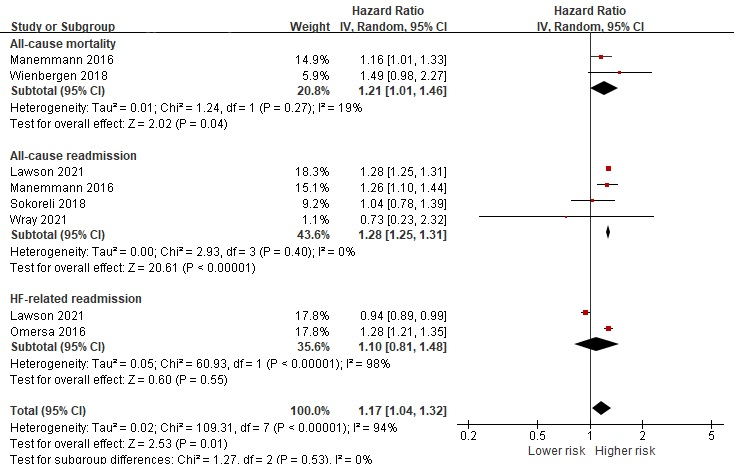 Hazard Ratio Hazard Ratio
Study or Subgroup Weight IV, Random, 95% CI IV, Random, 95% CI
All-cause mortality
Manemmann 2016 14.9% 1.16 [1.01, 1.33]
Wienbergen 2018 5.9% 1.49 [0.98, 2.27]
Subtotal (95% CI) 20.8% 1.21 [1.01, 1.46]
Heterogeneity: Tau² = 0.01; Chi² = 1.24, df = 1 (P = 0.27); I² = 19%
Test for overall effect: Z = 2.02 (P = 0.04)
All-cause readmission
Lawson 2021 18.3% 1.28 [1.25, 1.31]
Manemmann 2016 15.1% 1.26 [1.10, 1.44]
Sokoreli 2018 9.2% 1.04 [0.78, 1.39]
Wray 2021 1.1% 0.73 [0.23, 2.32]
Subtotal (95% CI) 43.6% 1.28 [1.25, 1.31]
Heterogeneity: Tau² = 0.00; Chi² = 2.93, df = 3 (P = 0.40); I² = 0%
Test for overall effect: Z = 20.61 (P < 0.00001)
HF-related readmission
Lawson 2021 17.8% 0.94 [0.89, 0.99]
Omersa 2016 17.8% 1.28 [1.21, 1.35]
Subtotal (95% CI) 35.6% 1.10 [0.81, 1.48]
Heterogeneity: Tau² = 0.05; Chi² = 60.93, df = 1 (P < 0.00001); I² = 98%
Test for overall effect: Z = 0.60 (P = 0.55)
Total (95% CI) 100.0% 1.17 [1.04, 1.32]
Heterogeneity: Tau² = 0.02; Chi² = 109.31, df = 7 (P < 0.00001); I² = 94%
Test for overall effect: Z = 2.53 (P = 0.01)
Test for subgroup differences: Chi² = 1.27, df = 2 (P = 0.53), I² = 0%
0.2 0.5 1 2 5
Lower risk Higher risk